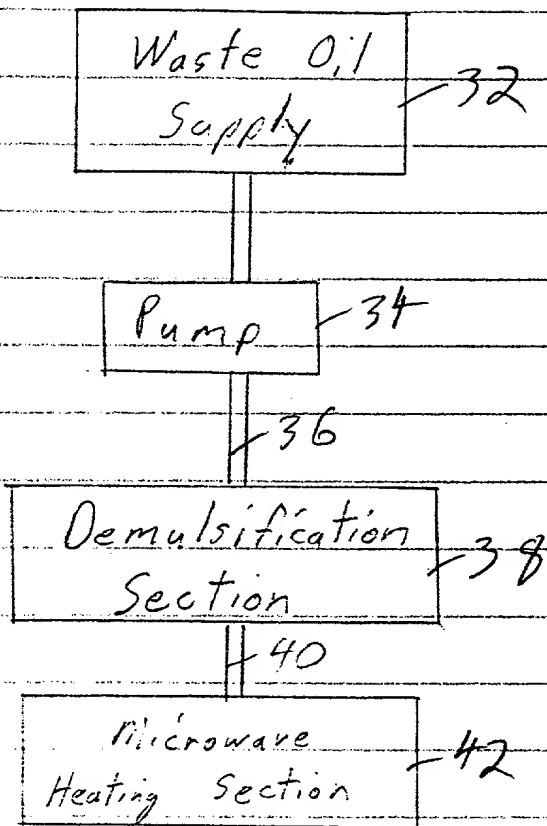 Waste Oil
Supply
32
Pump
34
36
Demulsification
Section
38
40
Microwave
Heating Section
42